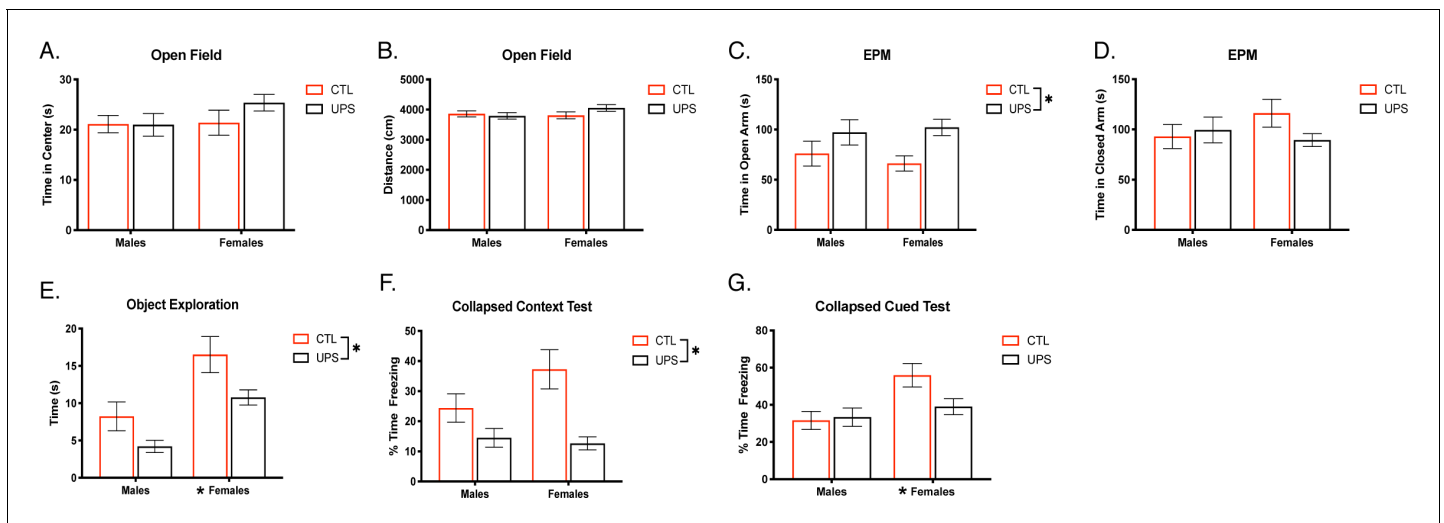 A.
Open Field
Time in Center (s)
30
20
10
0
Males
Females
CTL
UPS
B.
Open Field
Distance (cm)
5000
4000
3000
2000
1000
0
Males
Females
CTL
UPS
C.
EPM
Time in Open Arm (s)
150
100
50
0
Males
Females
CTL
UPS
*
D.
EPM
Time in Closed Arm (s)
150
100
50
0
Males
Females
CTL
UPS
E.
Object Exploration
Time (s)
20
15
10
5
0
Males
* Females
CTL
UPS
*
F.
Collapsed Context Test
% Time Freezing
50
40
30
20
10
0
Males
Females
CTL
UPS
*
G.
Collapsed Cued Test
% Time Freezing
80
60
40
20
0
Males
* Females
CTL
UPS